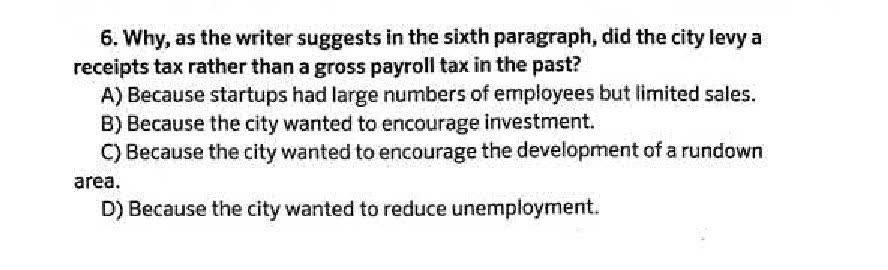 6. Why, as the writer suggests in the sixth paragraph, did the city levy a
receipts tax rather than a gross payroll tax in the past?
A) Because startups had large numbers of employees but limited sales.
B) Because the city wanted to encourage investment.
C) Because the city wanted to encourage the development of a rundown
area.
D) Because the city wanted to reduce unemployment.